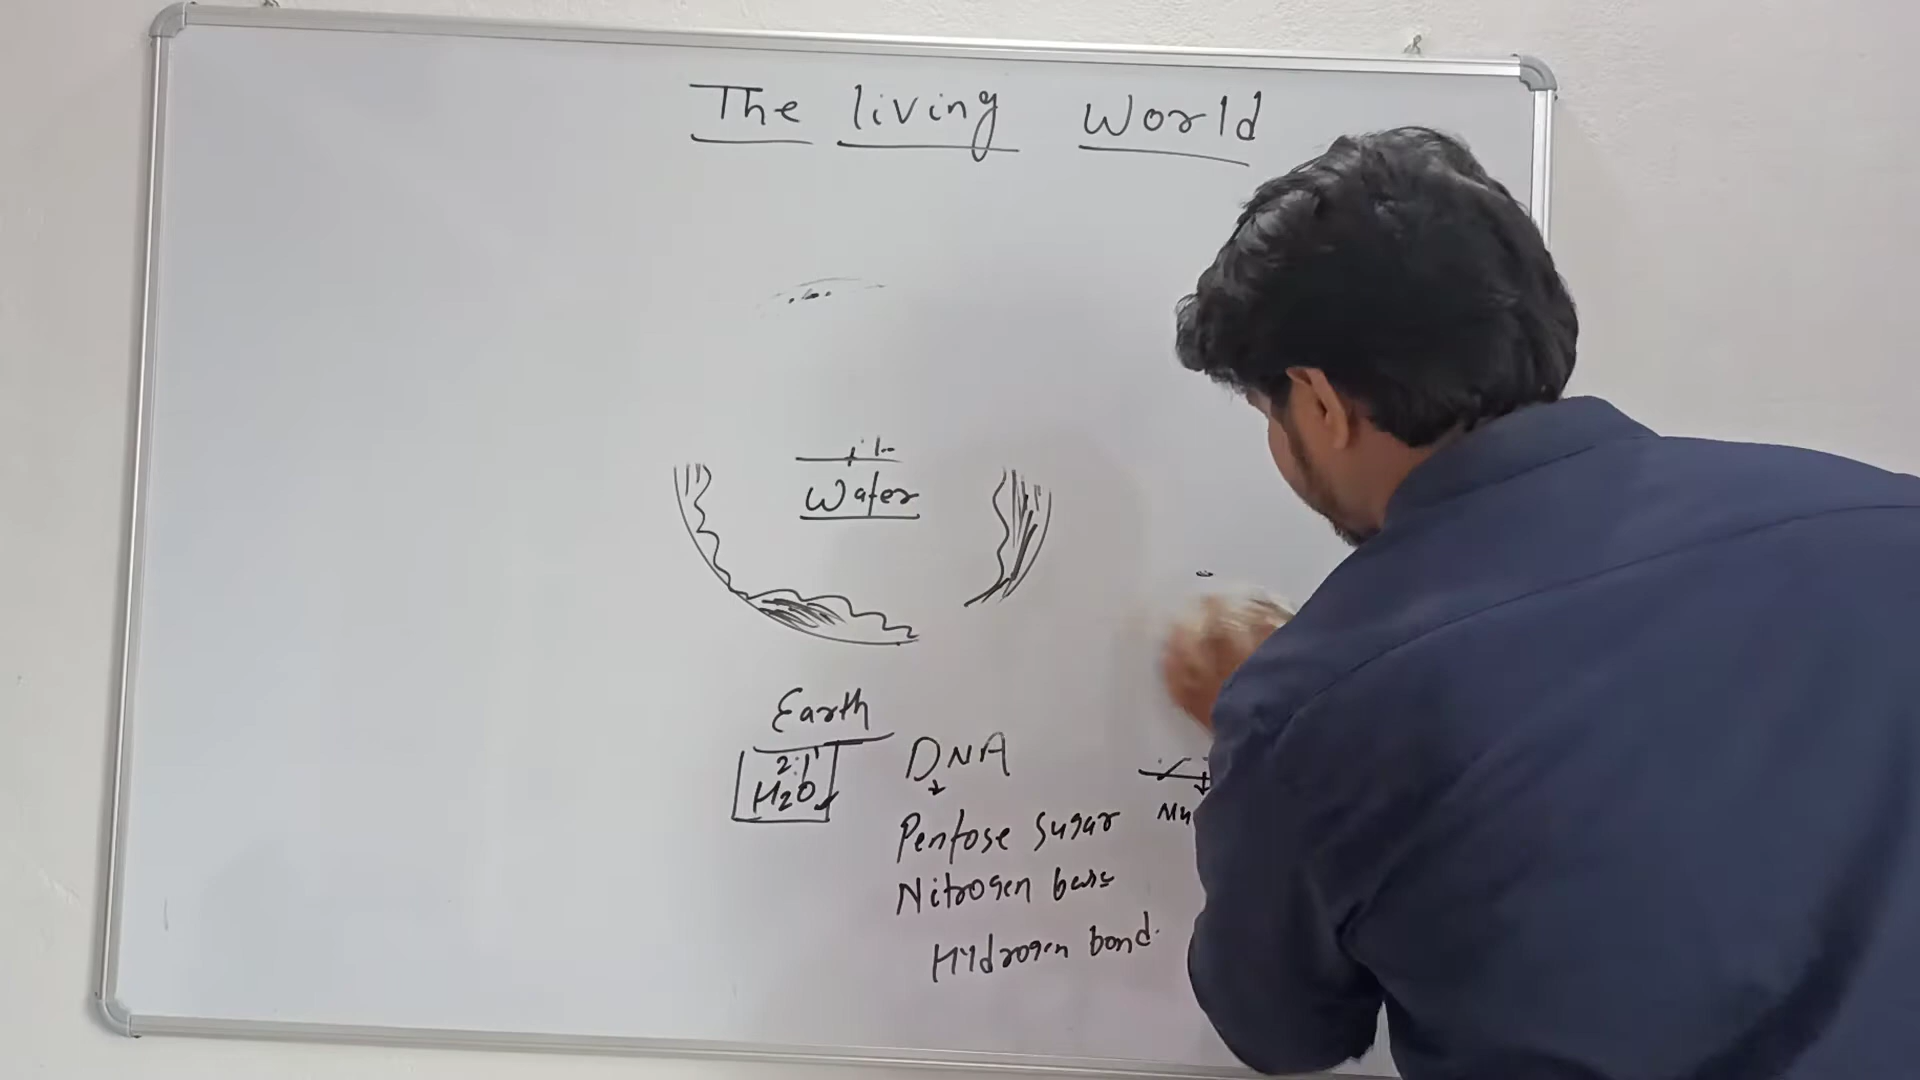 The living World
Water
Earth
2:1
H2O
DNA
Pentose Sugar
Nitrogen base
Hydrogen bond.